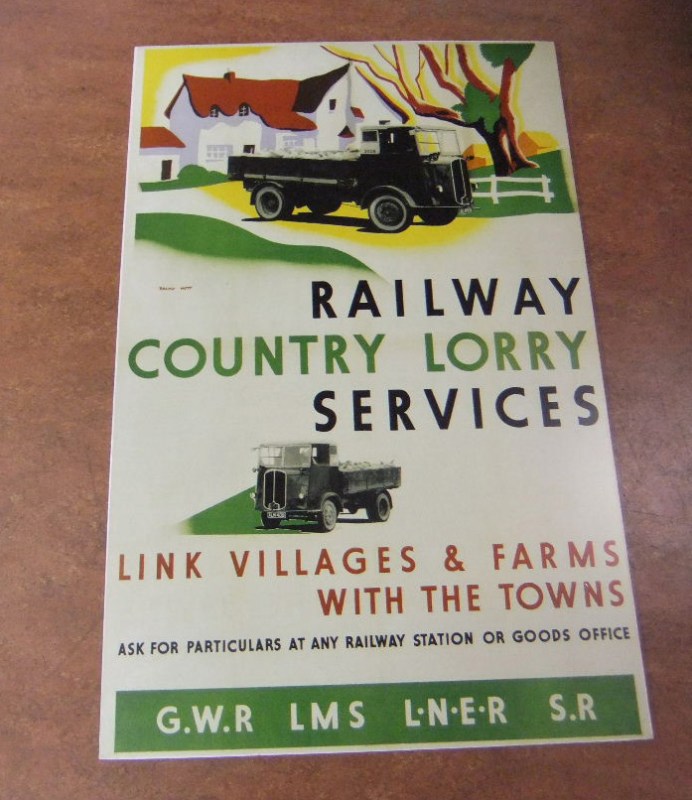 RAILWAY
COUNTRY LORRY
SERVICES
LINK VILLAGES & FARMS
WITH THE TOWNS
ASK FOR PARTICULARS AT ANY RAILWAY STATION OR GOODS OFFICE
G.W.R LMS L·N·E·R S.R